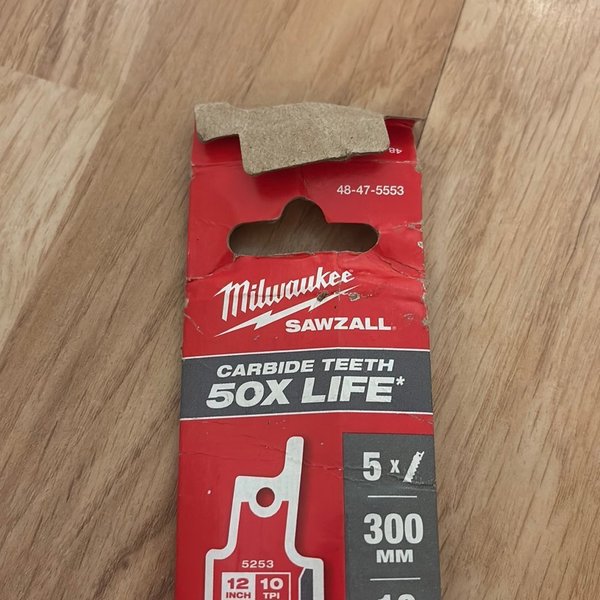 48-47-5553
Milwaukee
SAWZALL®
CARBIDE TEETH
50X LIFE*
5 x
300
MM
5253
12 10
INCH TPI